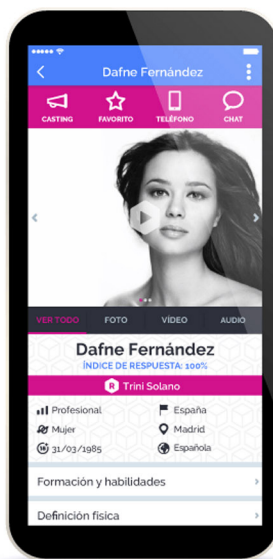 Dafne Fernández
CASTING FAVORITO TELÉFONO CHAT
VER TODO FOTO VÍDEO AUDIO
Dafne Fernández
ÍNDICE DE RESPUESTA: 100%
R Trini Solano
Profesional España
Mujer Madrid
31/03/1985 Española
Formación y habilidades
Definición física